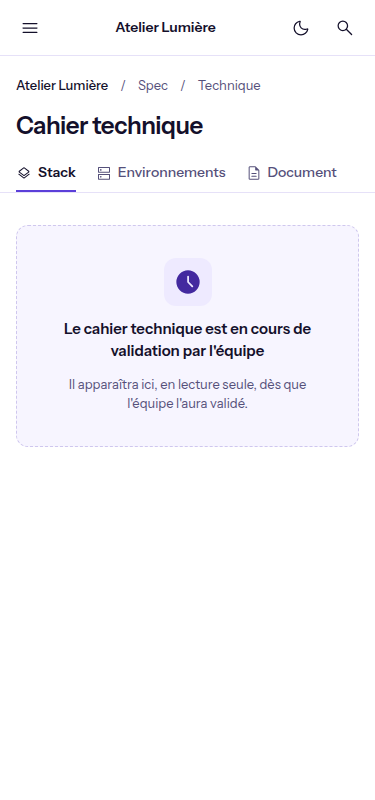 Atelier Lumière
Atelier Lumière / Spec / Technique
Cahier technique
Stack Environnements Document
Le cahier technique est en cours de
validation par l'équipe
Il apparaîtra ici, en lecture seule, dès que
l'équipe l'aura validé.